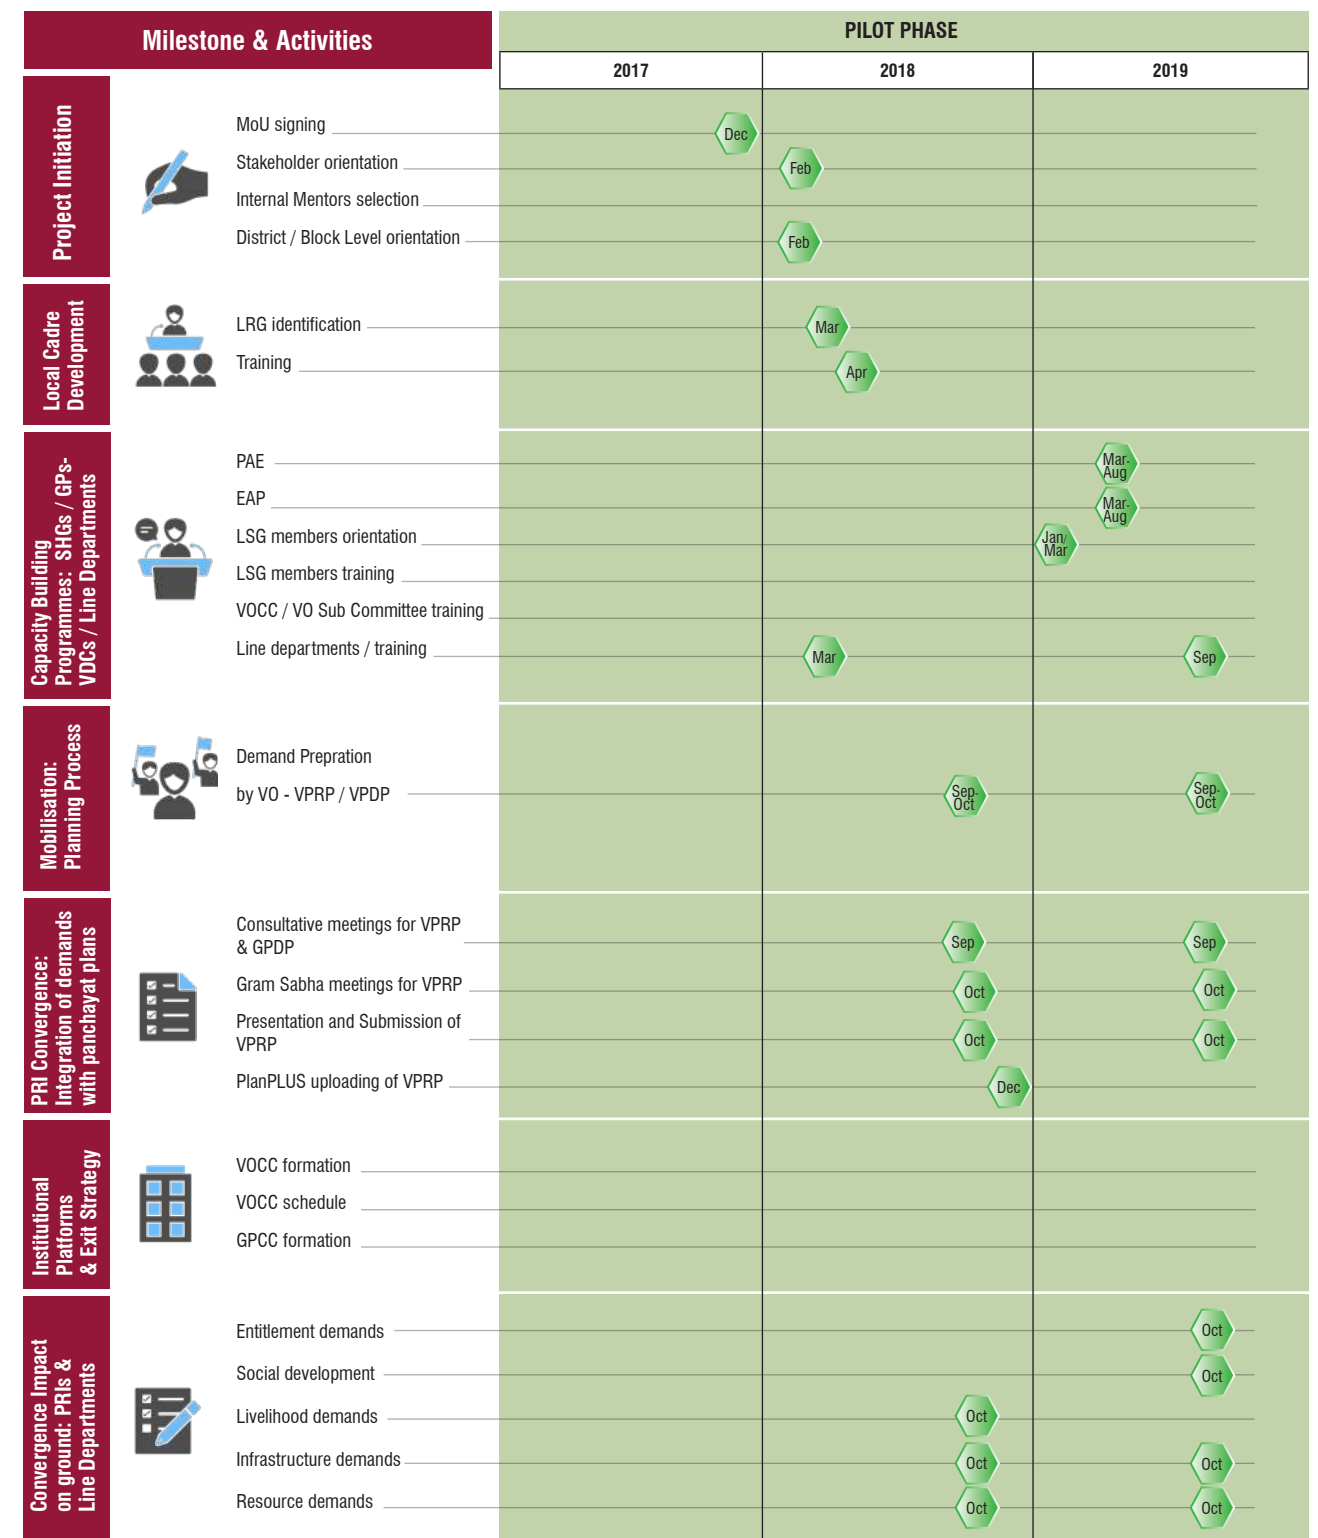 Milestone & Activities
PILOT PHASE
2017
2018
2019
Project Initiation
MoU signing
Dec
Stakeholder orientation
Feb
Internal Mentors selection
District / Block Level orientation
Feb
Local Cadre
Development
LRG identification
Mar
Training
Apr
Capacity Building
Programmes: SHGs / GPs-
VDCs / Line Departments
PAE
Mar-
Aug
EAP
Mar-
Aug
LSG members orientation
Jan/
Mar
LSG members training
VOCC / VO Sub Committee training
Line departments / training
Mar
Sep
Mobilisation:
Planning Process
Demand Prepration
by VO - VPRP / VPDP
Sep-
Oct
Sep-
Oct
PRI Convergence:
Integration of demands
with panchayat plans
Consultative meetings for VPRP
& GPDP
Sep
Sep
Gram Sabha meetings for VPRP
Oct
Oct
Presentation and Submission of
VPRP
Oct
Oct
PlanPLUS uploading of VPRP
Dec
Institutional
Platforms
& Exit Strategy
VOCC formation
VOCC schedule
GPCC formation
Convergence Impact
on ground: PRIs &
Line Departments
Entitlement demands
Oct
Social development
Oct
Livelihood demands
Oct
Infrastructure demands
Oct
Oct
Resource demands
Oct
Oct